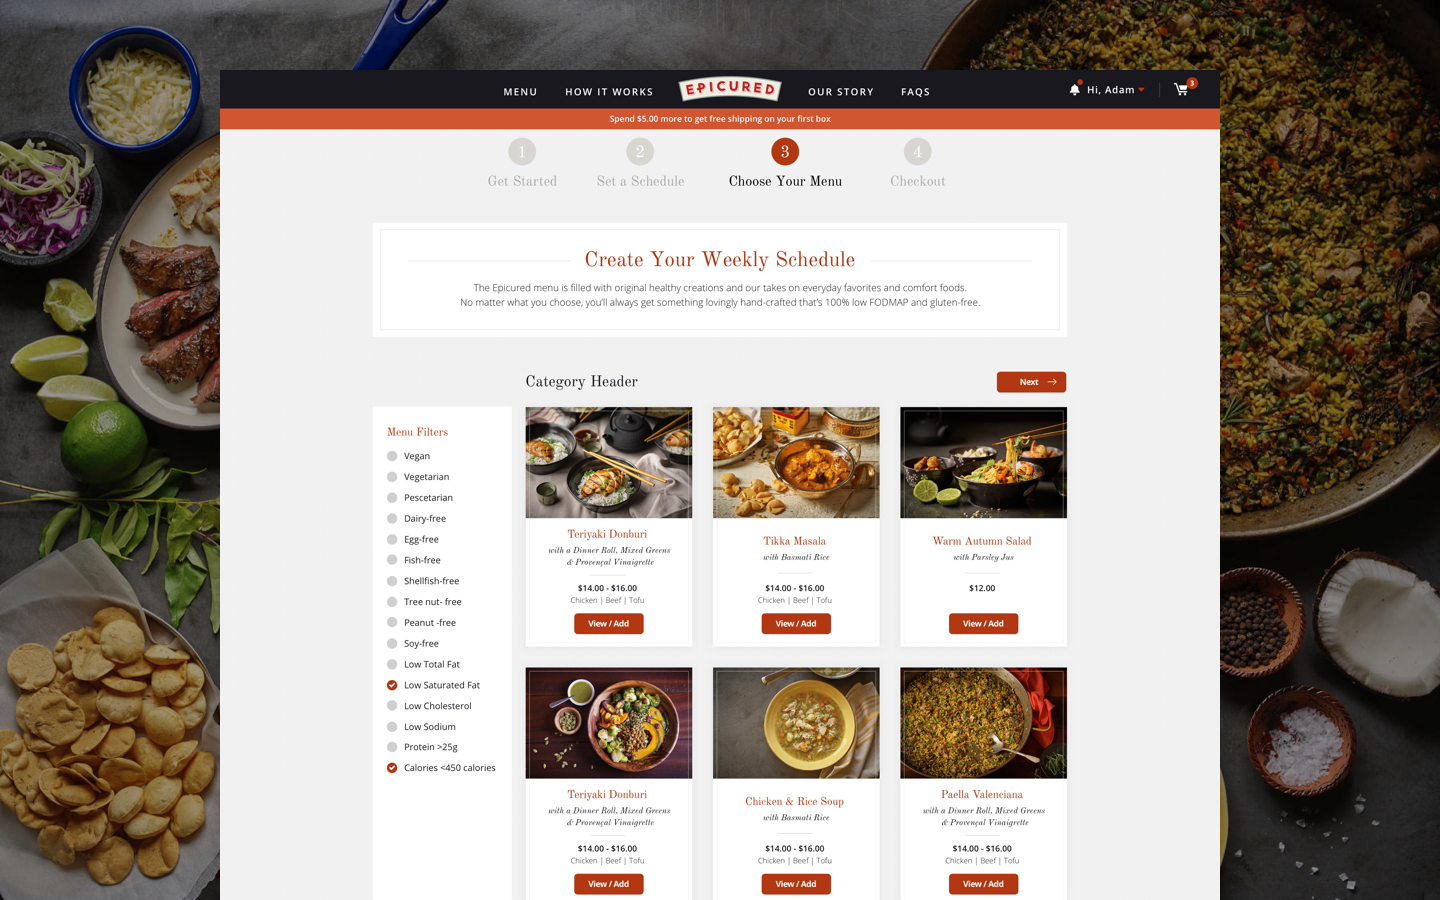 MENU
HOW IT WORKS
EPICURED
OUR STORY
FAQS
Hi, Adam
3
Spend $5.00 more to get free shipping on your first box
1
2
3
4
Get Started
Set a Schedule
Choose Your Menu
Checkout
Create Your Weekly Schedule
The Epicured menu is filled with original healthy creations and our takes on everyday favorites and comfort foods.
No matter what you choose, you'll always get something lovingly hand-crafted that's 100% low FODMAP and gluten-free.
Category Header
Next
Menu Filters
Vegan
Vegetarian
Pescetarian
Dairy-free
Egg-free
Fish-free
Shellfish-free
Tree nut- free
Peanut -free
Soy-free
Low Total Fat
Low Saturated Fat
Low Cholesterol
Low Sodium
Protein >25g
Calories <450 calories
Teriyaki Donburi
with a Dinner Roll, Mixed Greens
& Provençal Vinaigrette
$14.00 - $16.00
Chicken | Beef | Tofu
View / Add
Tikka Masala
with Basmati Rice
$14.00 - $16.00
Chicken | Beef | Tofu
View / Add
Warm Autumn Salad
with Parsley Jus
$12.00
View / Add
Teriyaki Donburi
with a Dinner Roll, Mixed Greens
& Provençal Vinaigrette
$14.00 - $16.00
Chicken | Beef | Tofu
View / Add
Chicken & Rice Soup
with Basmati Rice
$14.00 - $16.00
Chicken | Beef | Tofu
View / Add
Paella Valenciana
with a Dinner Roll, Mixed Greens
& Provençal Vinaigrette
$14.00 - $16.00
Chicken | Beef | Tofu
View / Add